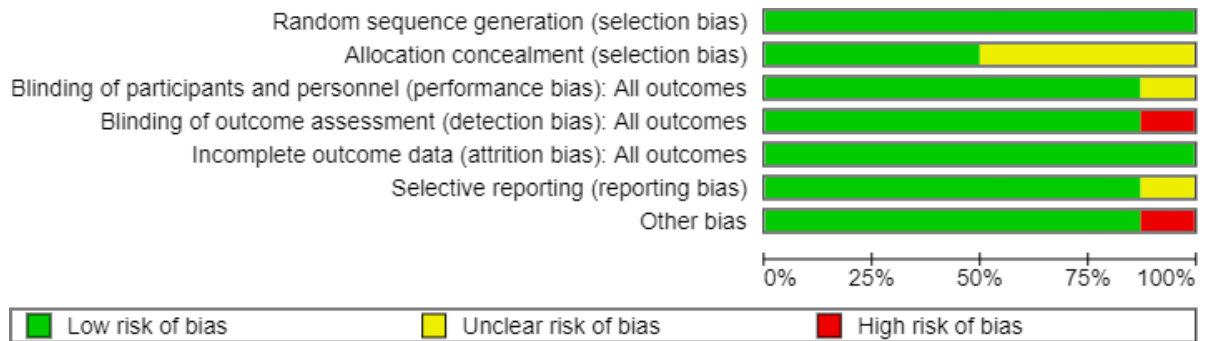 Random sequence generation (selection bias)
Allocation concealment (selection bias)
Blinding of participants and personnel (performance bias): All outcomes
Blinding of outcome assessment (detection bias): All outcomes
Incomplete outcome data (attrition bias): All outcomes
Selective reporting (reporting bias)
Other bias
0% 25% 50% 75% 100%
Low risk of bias Unclear risk of bias High risk of bias